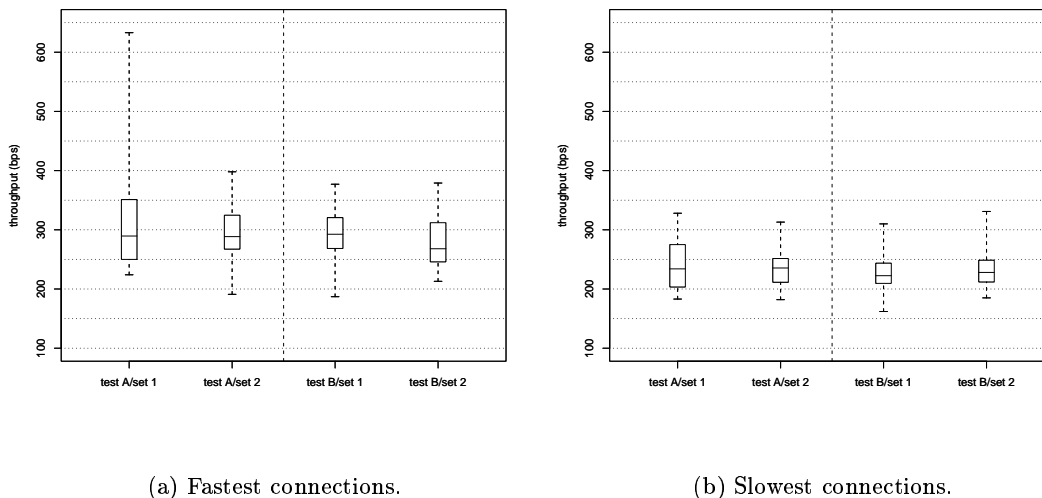 600
500
400
300
200
100
throughput (bps)
test A/set 1
test A/set 2
test B/set 1
test B/set 2
(a) Fastest connections.
600
500
400
300
200
100
throughput (bps)
test A/set 1
test A/set 2
test B/set 1
test B/set 2
(b) Slowest connections.